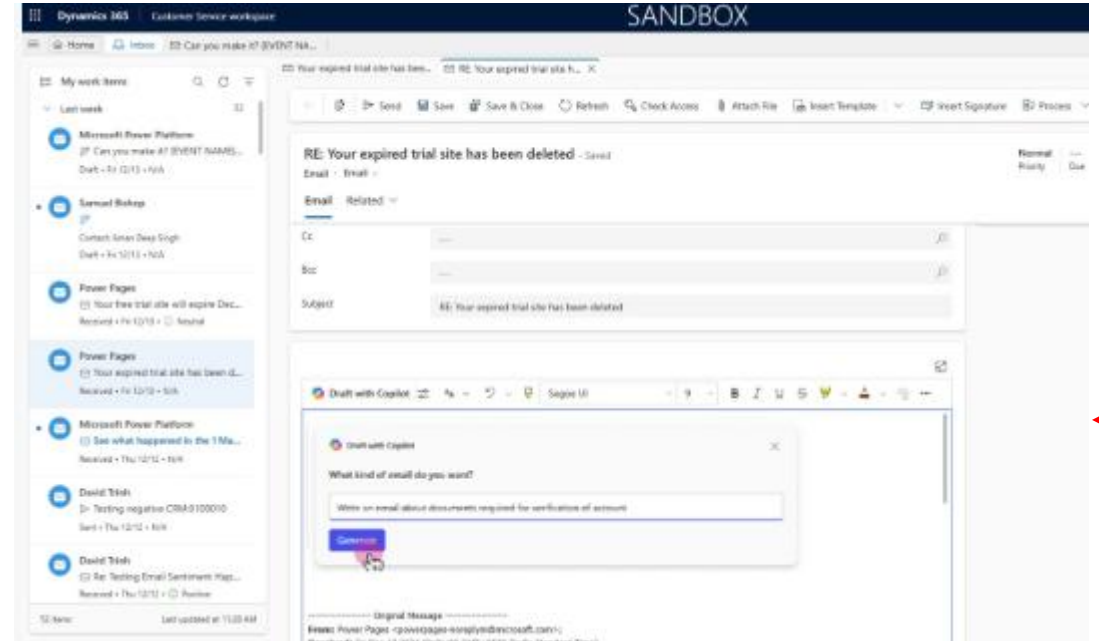 Dynamics 365 Customer Service workspace
SANDBOX
Home Inbox Can you make it? (EVENT NA...
My work items
Last week 32
Microsoft Power Platform
Can you make it? (EVENT NAME)...
Draft • Fri 12/13 • N/A
Samuel Bishop
Contact: Aman Deep Singh
Draft • Fri 12/13 • N/A
Power Pages
Your free trial site will expire Dec...
Received • Fri 12/13 • Neutral
Power Pages
Your expired trial site has been d...
Received • Fri 12/13 • N/A
Microsoft Power Platform
See what happened in the 1 Ma...
Received • Thu 12/12 • N/A
David Trinh
Testing negative CRM:0100010
Sent • Thu 12/12 • N/A
David Trinh
Re: Testing Email Sentiment Hap...
Received • Thu 12/12 • Positive
52 items Last updated at 11:20 AM
Your expired trial site has been... RE: Your expired trial site h...
Send Save Save & Close Refresh Check Access Attach File Insert Template Insert Signature Process
RE: Your expired trial site has been deleted - Saved
Email · Email
Normal
Priority Due
Email Related
Cc ---
Bcc ---
Subject RE: Your expired trial site has been deleted
Draft with Copilot Segoe UI 9 B I U S
Draft with Copilot
What kind of email do you want?
Write an email about documents required for verification of account
Generate
--------------- Original Message ---------------
From: Power Pages <powerpages-noreply@microsoft.com>;